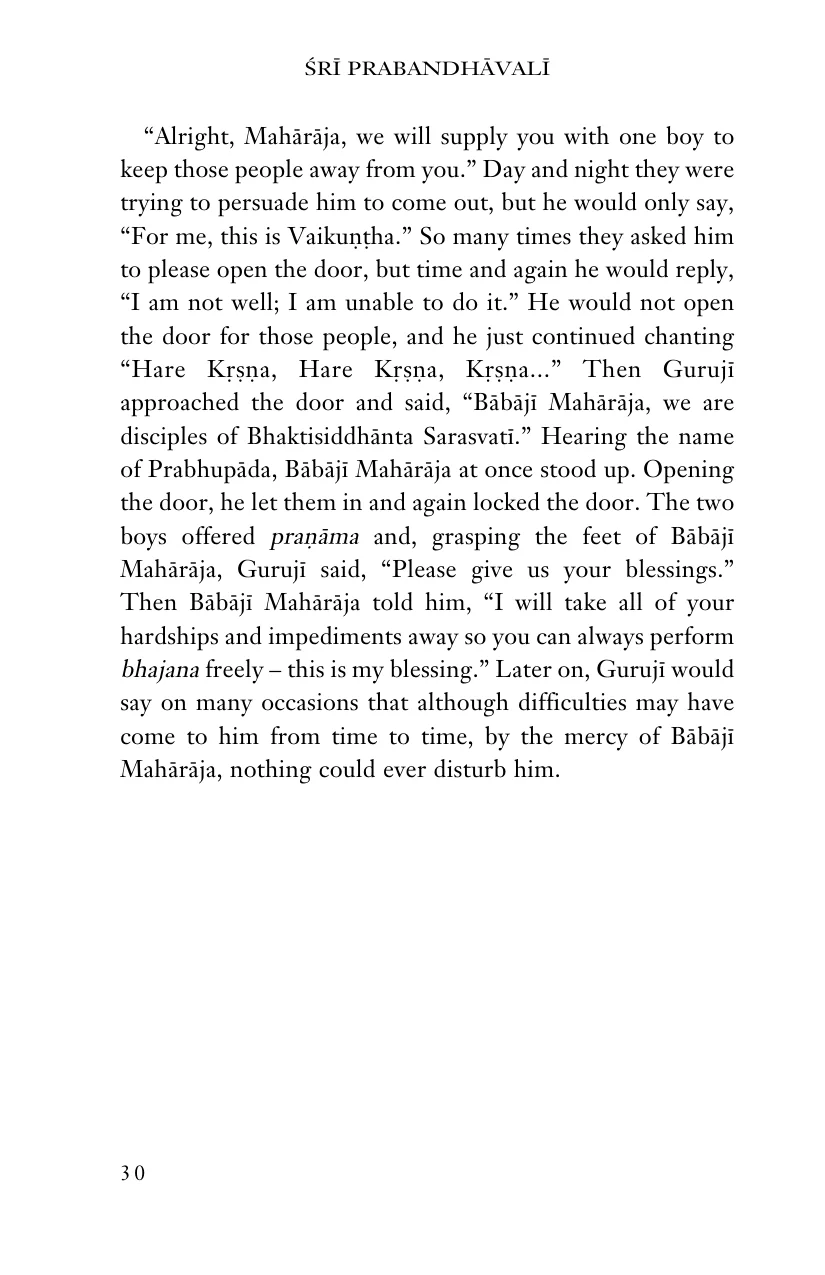 ŚRĪ PRABANDHĀVALĪ
“Alright, Mahārāja, we will supply you with one boy to
keep those people away from you.” Day and night they were
trying to persuade him to come out, but he would only say,
“For me, this is Vaikuṇṭha.” So many times they asked him
to please open the door, but time and again he would reply,
“I am not well; I am unable to do it.” He would not open
the door for those people, and he just continued chanting
“Hare Kṛṣṇa, Hare Kṛṣṇa, Kṛṣṇa...” Then Gurujī
approached the door and said, “Bābājī Mahārāja, we are
disciples of Bhaktisiddhānta Sarasvatī.” Hearing the name
of Prabhupāda, Bābājī Mahārāja at once stood up. Opening
the door, he let them in and again locked the door. The two
boys offered praṇāma and, grasping the feet of Bābājī
Mahārāja, Gurujī said, “Please give us your blessings.”
Then Bābājī Mahārāja told him, “I will take all of your
hardships and impediments away so you can always perform
bhajana freely – this is my blessing.” Later on, Gurujī would
say on many occasions that although difficulties may have
come to him from time to time, by the mercy of Bābājī
Mahārāja, nothing could ever disturb him.
30